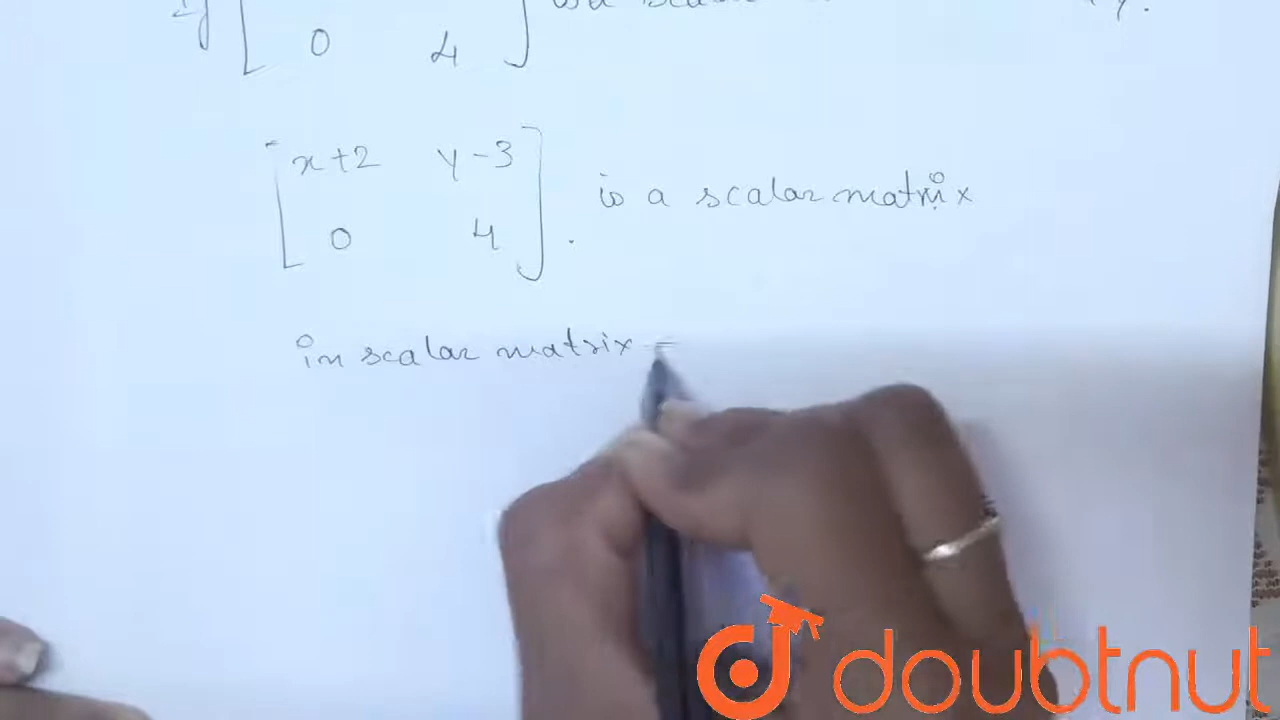 0 4
x+2 y-3
is a scalar matrix
0 4 .
in scalar matrix =
doubtnut